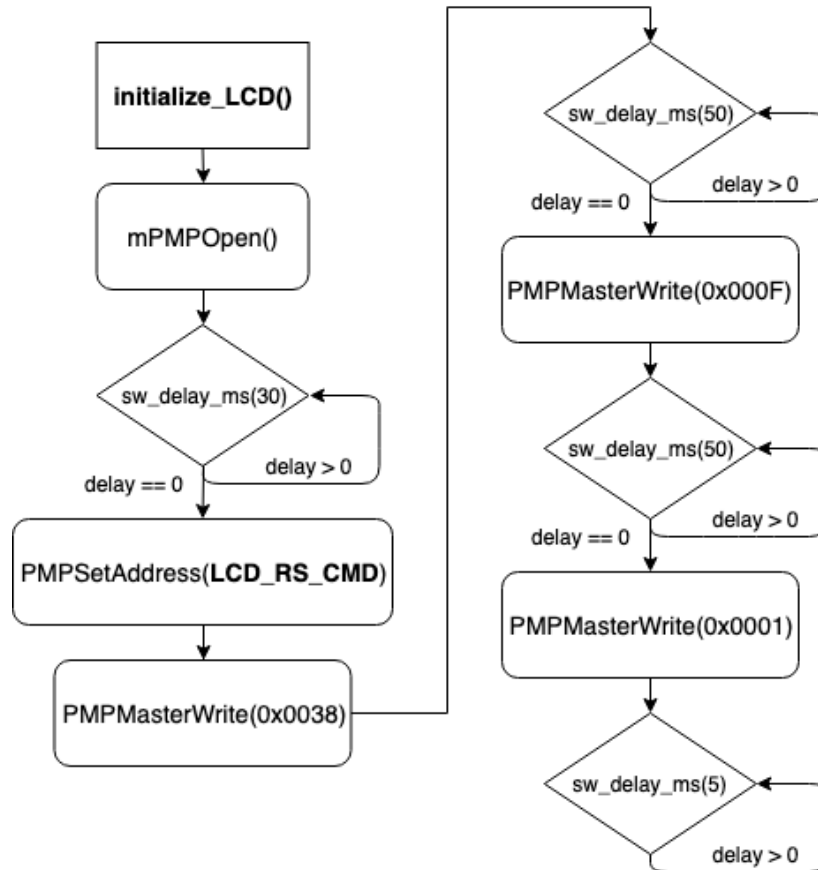 initialize_LCD()
mPMPOpen()
sw_delay_ms(30)
delay == 0
delay > 0
PMPSetAddress(LCD_RS_CMD)
PMPMasterWrite(0x0038)
sw_delay_ms(50)
delay == 0
delay > 0
PMPMasterWrite(0x000F)
sw_delay_ms(50)
delay == 0
delay > 0
PMPMasterWrite(0x0001)
sw_delay_ms(5)
delay > 0